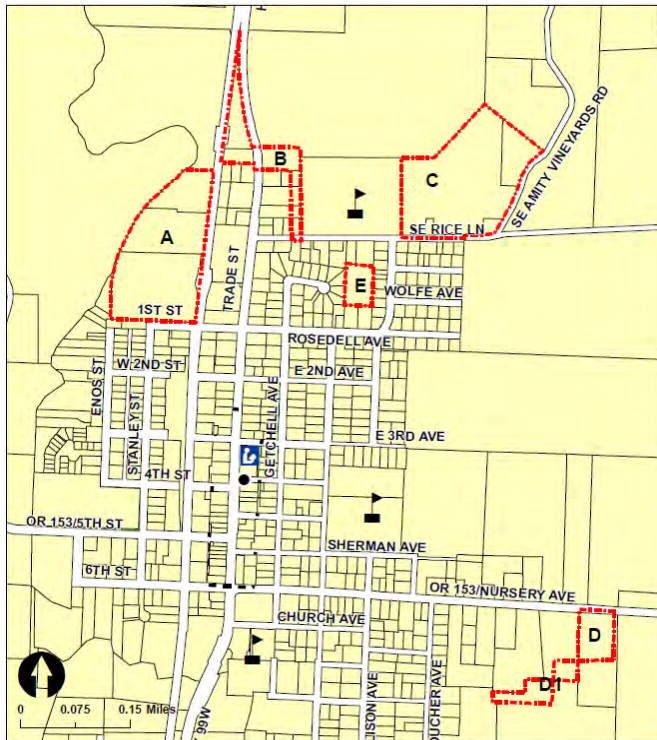 B
C
SE AMITY VINEYARDS RD
A
TRADE ST
SE RICE LN
E
WOLFE AVE
1ST ST
ROSEDELL AVE
W 2ND ST
E 2ND AVE
ENOS ST
STANLEY ST
GETCHELL AVE
E 3RD AVE
4TH ST
OR 153/5TH ST
SHERMAN AVE
6TH ST
OR 153/NURSERY AVE
CHURCH AVE
D
D1
99W
0 0.075 0.15 Miles